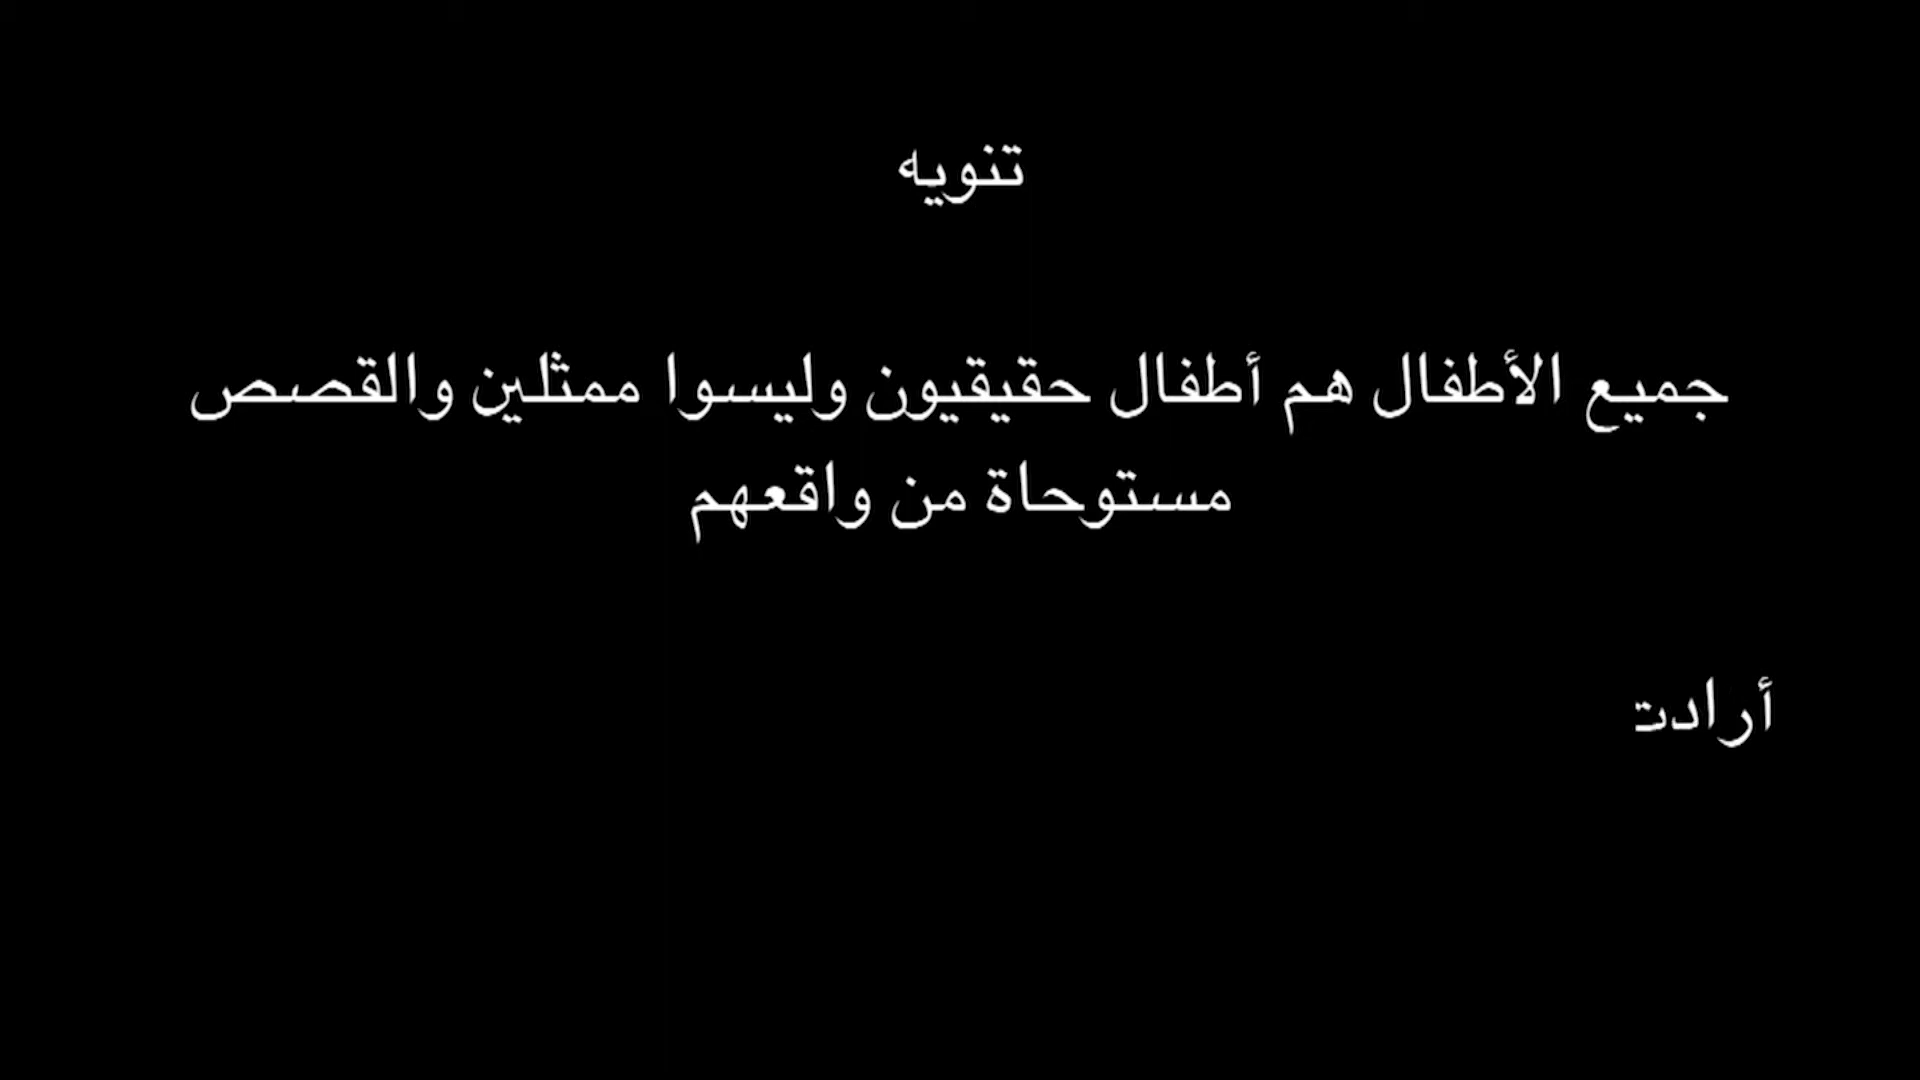 تنويه
جميع الأطفال هم أطفال حقيقيون وليسوا ممثلين والقصص
مستوحاة من واقعهم
أرادت